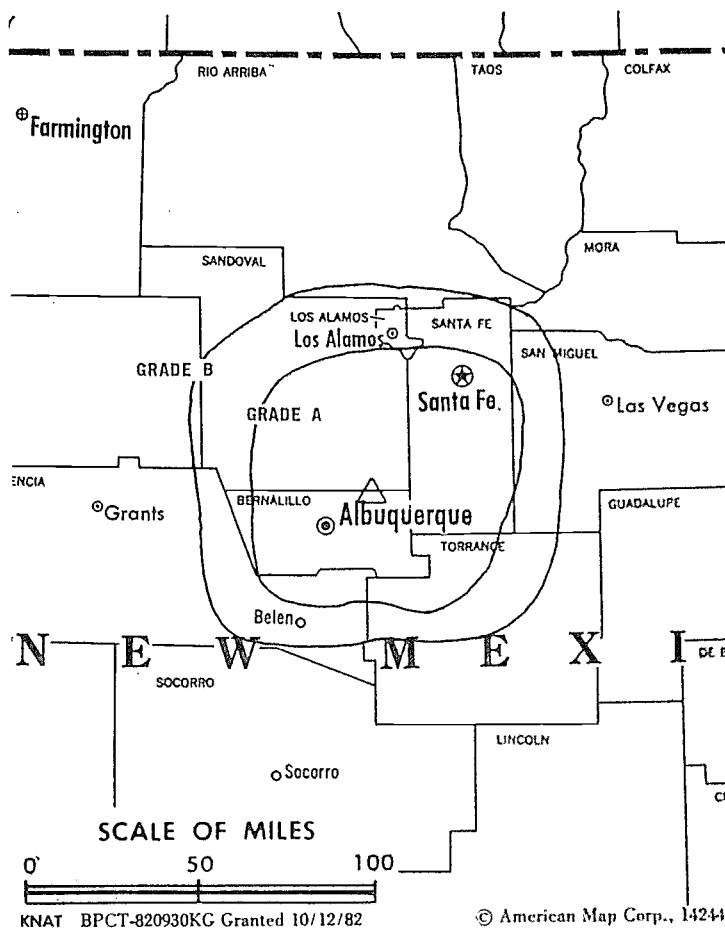 RIO ARRIBA
TAOS
COLFAX
Farmington
MORA
SANDOVAL
LOS ALAMOS
SANTA FE
Los Alamos
SAN MIGUEL
GRADE B
Santa Fe.
Las Vegas
GRADE A
ENCIA
BERNALILLO
GUADALUPE
Grants
Albuquerque
TORRANCE
Belen
N E W M E X I
DE B
SOCORRO
LINCOLN
Socorro
SCALE OF MILES
0 50 100
KNAT BPCT-820930KG Granted 10/12/82
© American Map Corp., 14244